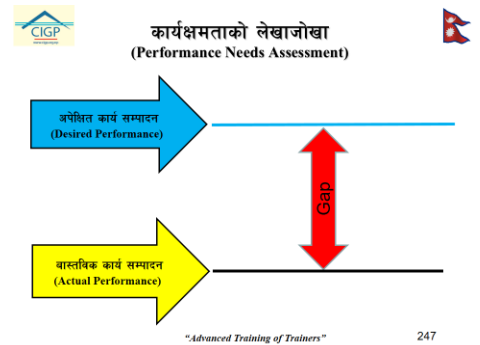 CIGP
कार्यक्षमताको लेखाजोखा
(Performance Needs Assessment)
अपेक्षित कार्य सम्पादन
(Desired Performance)
Gap
वास्तविक कार्य सम्पादन
(Actual Performance)
“Advanced Training of Trainers”
247